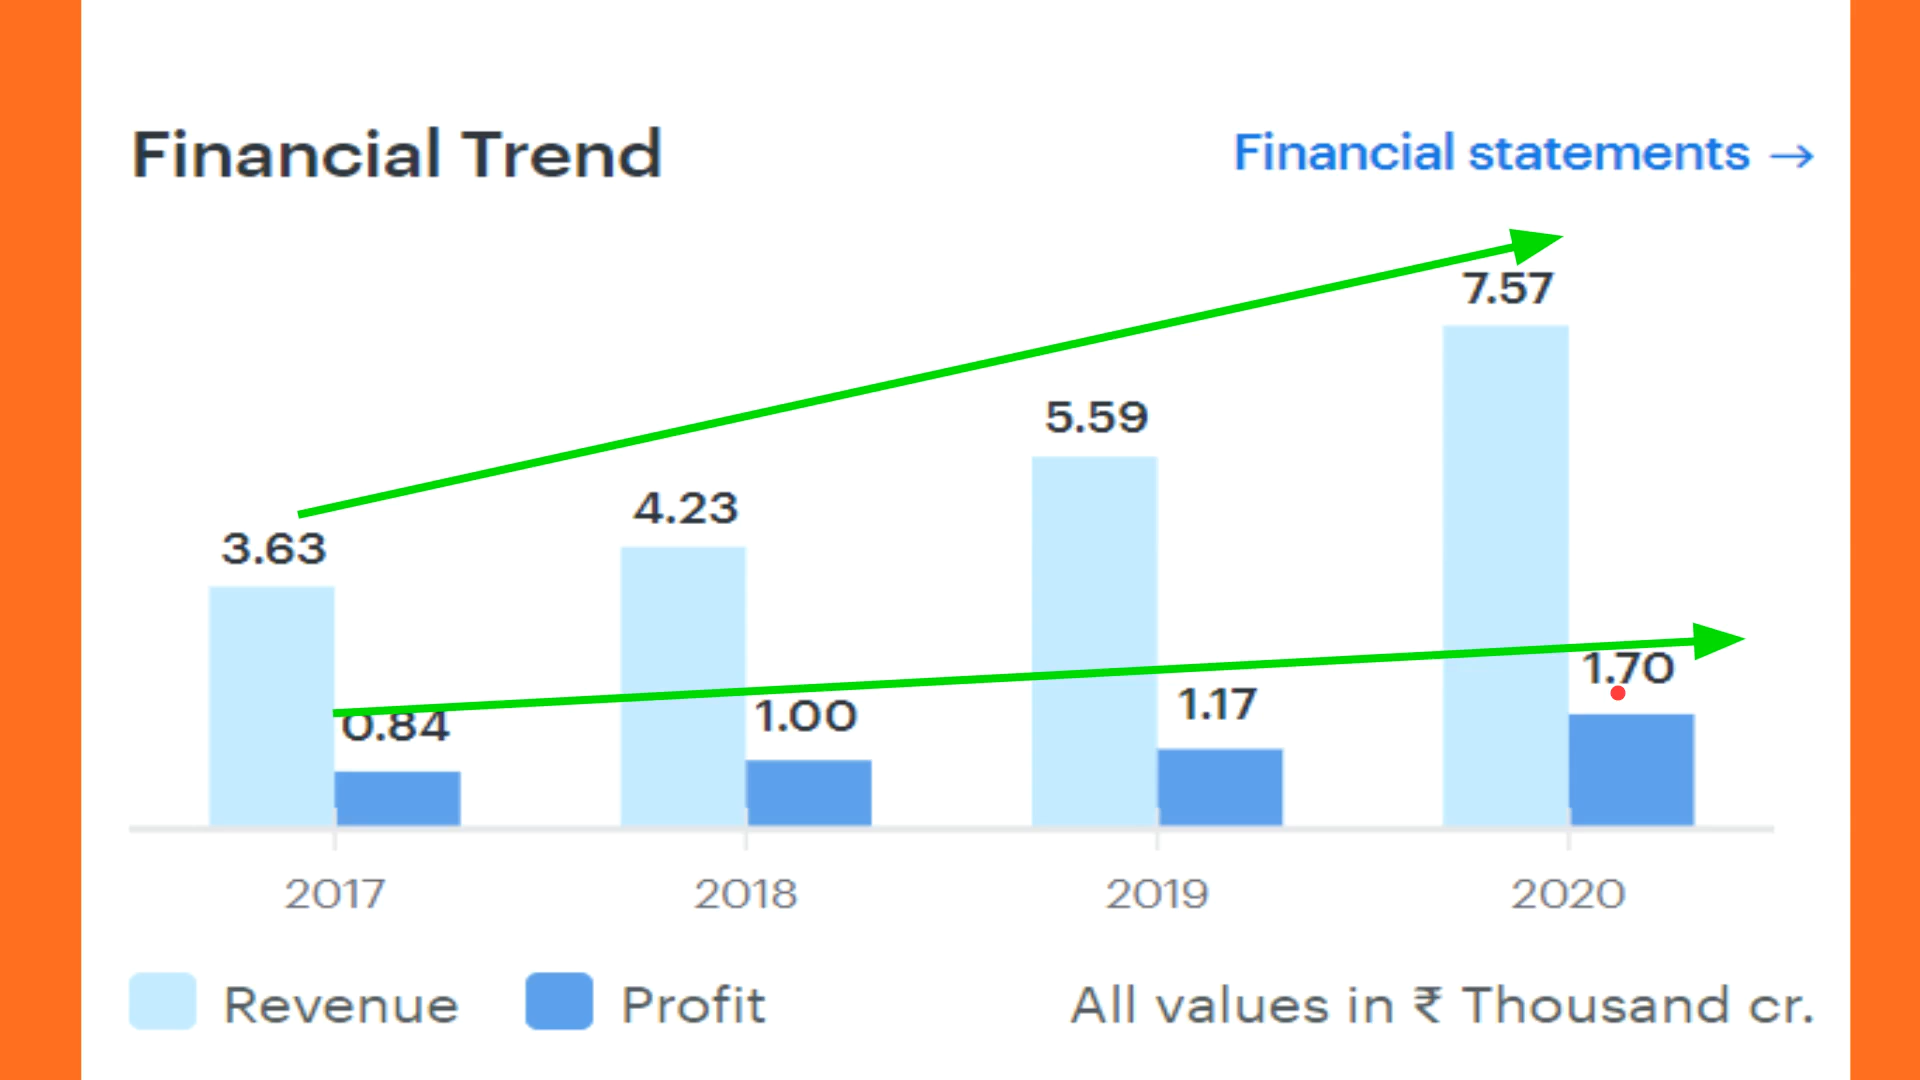 Financial Trend
Financial statements →
7.57
5.59
4.23
3.63
1.70
1.17
1.00
0.84
2017 2018 2019 2020
Revenue Profit All values in ₹ Thousand cr.